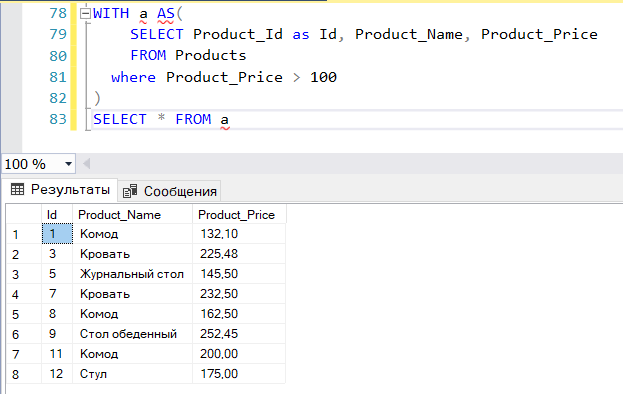 78 WITH a AS(
79 SELECT Product_Id as Id, Product_Name, Product_Price
80 FROM Products
81 where Product_Price > 100
82 )
83 SELECT * FROM a
100 %
Результаты Сообщения
Id Product_Name Product_Price
1 1 Комод 132,10
2 3 Кровать 225,48
3 5 Журнальный стол 145,50
4 7 Кровать 232,50
5 8 Комод 162,50
6 9 Стол обеденный 252,45
7 11 Комод 200,00
8 12 Стул 175,00